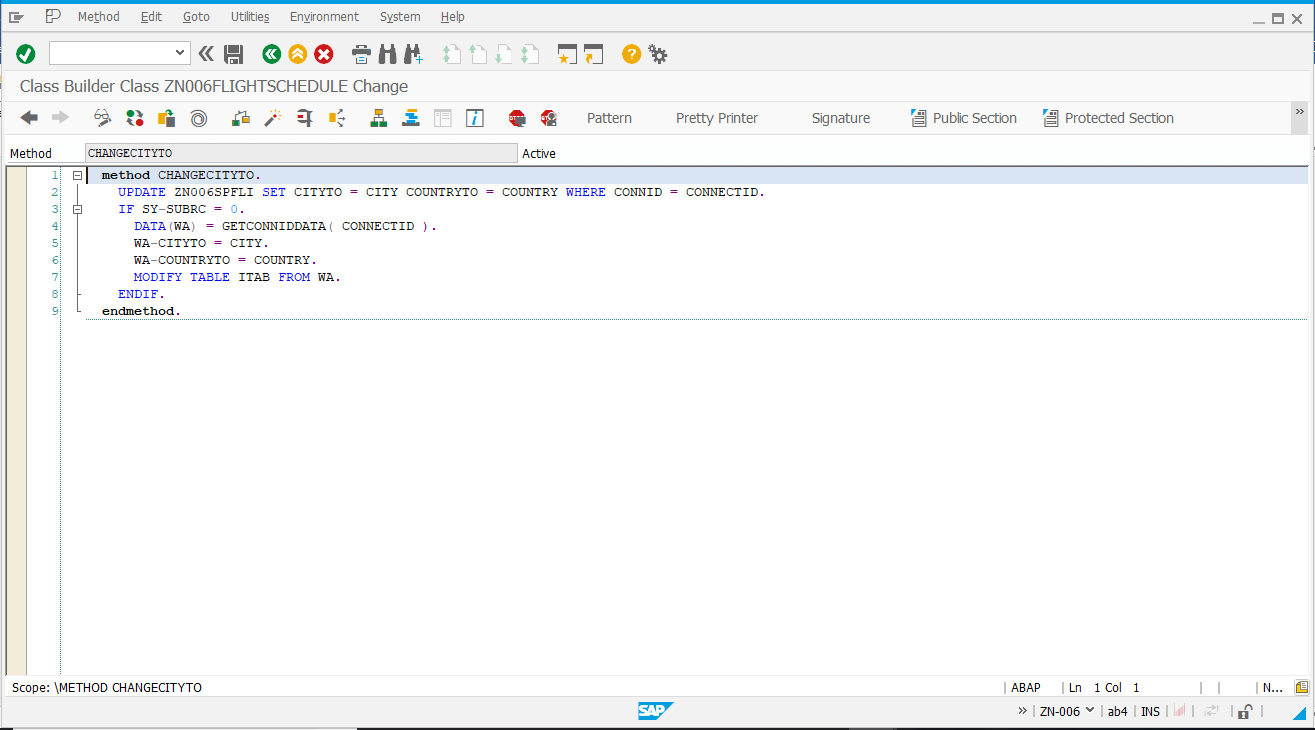 Method Edit Goto Utilities Environment System Help
Class Builder Class ZN006FLIGHTSCHEDULE Change
Pattern Pretty Printer Signature Public Section Protected Section
Method CHANGECITYTO Active
1 method CHANGECITYTO.
2 UPDATE ZN006SPFLI SET CITYTO = CITY COUNTRYTO = COUNTRY WHERE CONNID = CONNECTID.
3 IF SY-SUBRC = 0.
4 DATA(WA) = GETCONNIDDATA( CONNECTID ).
5 WA-CITYTO = CITY.
6 WA-COUNTRYTO = COUNTRY.
7 MODIFY TABLE ITAB FROM WA.
8 ENDIF.
9 endmethod.
Scope: \METHOD CHANGECITYTO ABAP Ln 1 Col 1 N...
SAP » ZN-006 ab4 INS